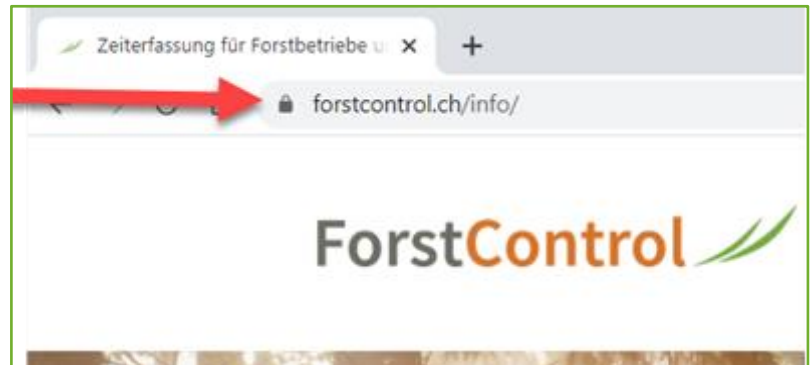 Zeiterfassung für Forstbetriebe u
forstcontrol.ch/info/
ForstControl